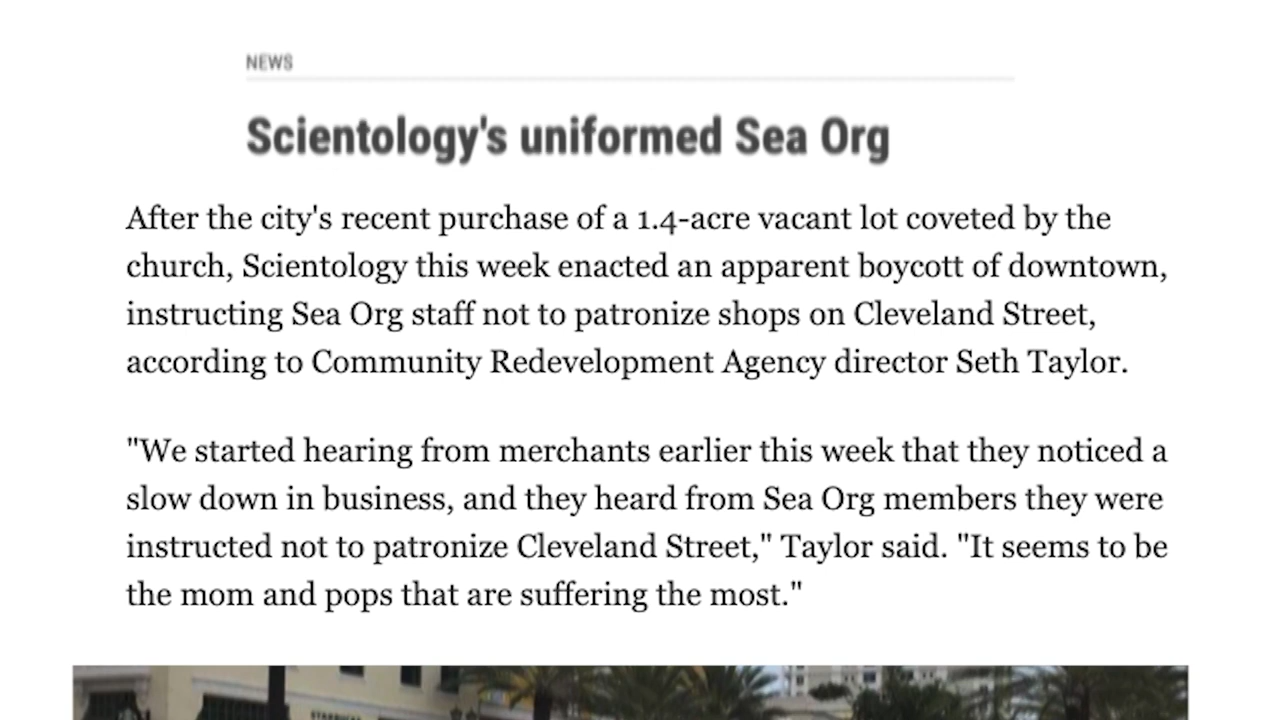 NEWS
Scientology's uniformed Sea Org
After the city's recent purchase of a 1.4-acre vacant lot coveted by the
church, Scientology this week enacted an apparent boycott of downtown,
instructing Sea Org staff not to patronize shops on Cleveland Street,
according to Community Redevelopment Agency director Seth Taylor.
"We started hearing from merchants earlier this week that they noticed a
slow down in business, and they heard from Sea Org members they were
instructed not to patronize Cleveland Street," Taylor said. "It seems to be
the mom and pops that are suffering the most."